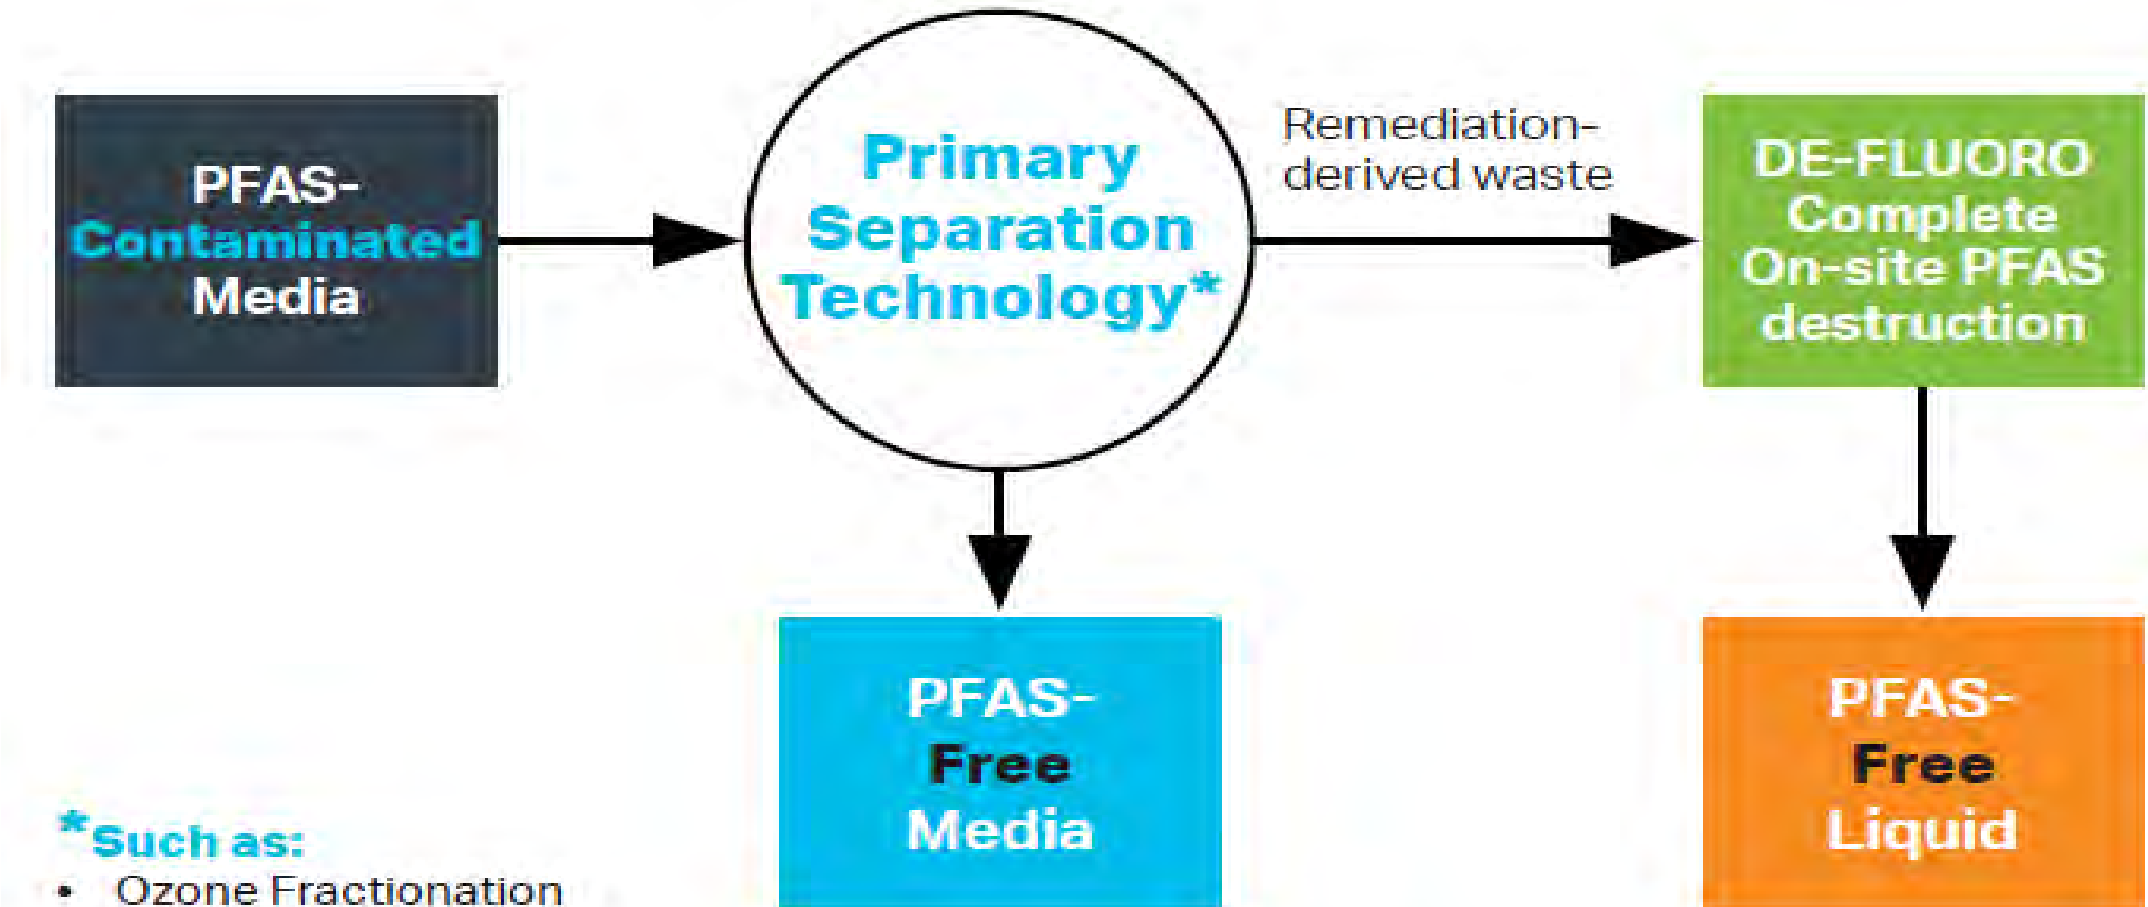 PFAS-
Contaminated
Media
Primary
Separation
Technology*
Remediation-
derived waste
DE-FLUORO
Complete
On-site PFAS
destruction
PFAS-
Free
Media
PFAS-
Free
Liquid
*Such as:
• Ozone Fractionation